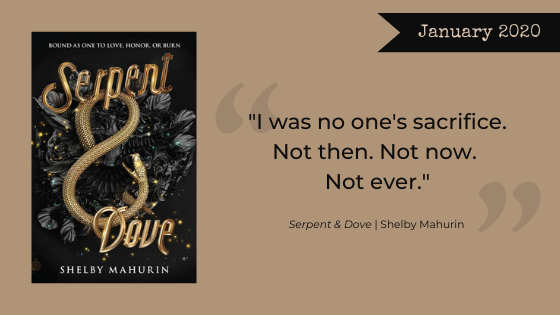 January 2020
BOUND AS ONE TO LOVE, HONOR, OR BURN
Serpent
&
Dove
SHELBY MAHURIN
"I was no one's sacrifice.
Not then. Not now.
Not ever."
Serpent & Dove | Shelby Mahurin